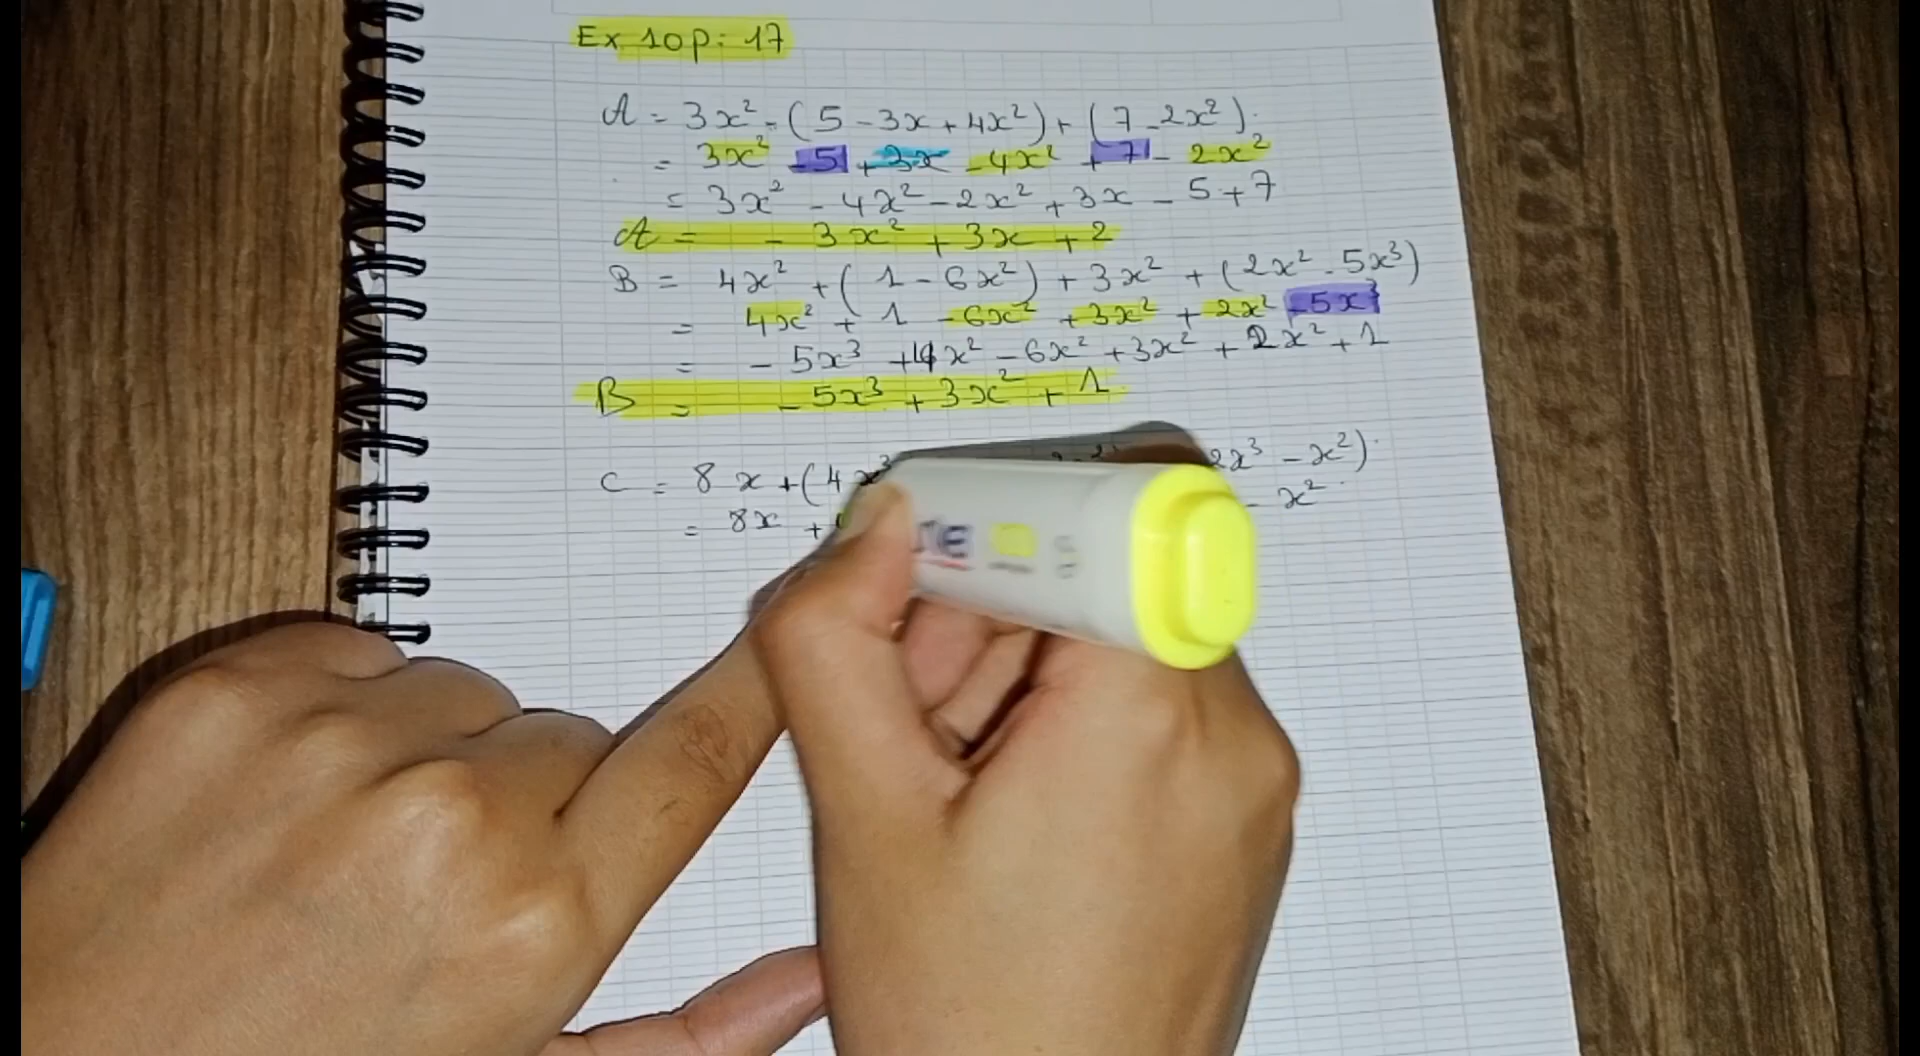 Ex 10 p: 17
A = 3x² - (5 - 3x + 4x²) + (7 - 2x²).
= 3x² - 5 + 3x - 4x² + 7 - 2x²
= 3x² - 4x² - 2x² + 3x - 5 + 7
A = - 3x² + 3x + 2
B = 4x² + (1 - 6x²) + 3x² + (2x² - 5x³)
= 4x² + 1 - 6x² + 3x² + 2x² - 5x³
= - 5x³ + 4x² - 6x² + 3x² + 2x² + 1
B = - 5x³ + 3x² + 1
C = 8x + (4x³ 2x³ - x²)
= 8x + - x²